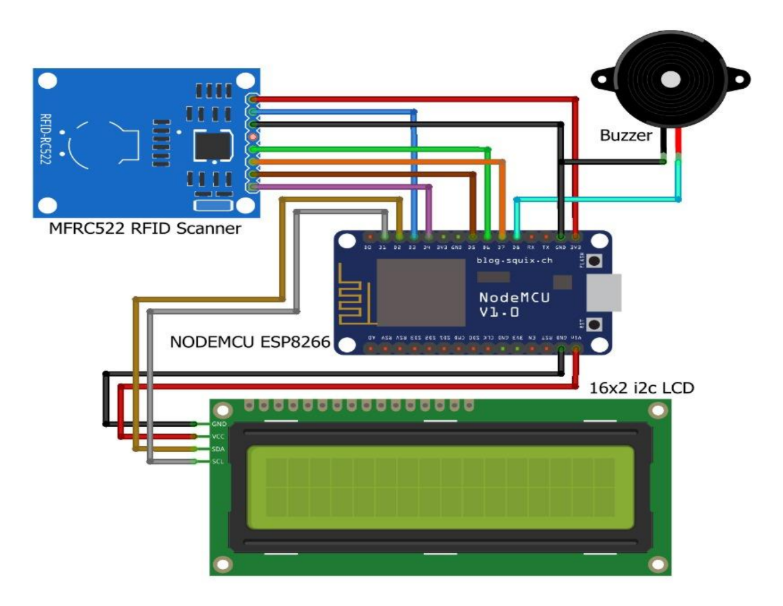 RFID-RC522
Buzzer
MFRC522 RFID Scanner
D0 D1 D2 D3 D4 3V3 GND D5 D6 D7 D8 RX TX GND 3V3
blog.squix.ch
FLASH
NodeMCU
V1.0
RST
NODEMCU ESP8266
A0 RSV RSV SD3 SD2 SD1 CMD SD0 CLK GND 3V3 EN RST GND Vin
16x2 i2c LCD
GND
VCC
SDA
SCL